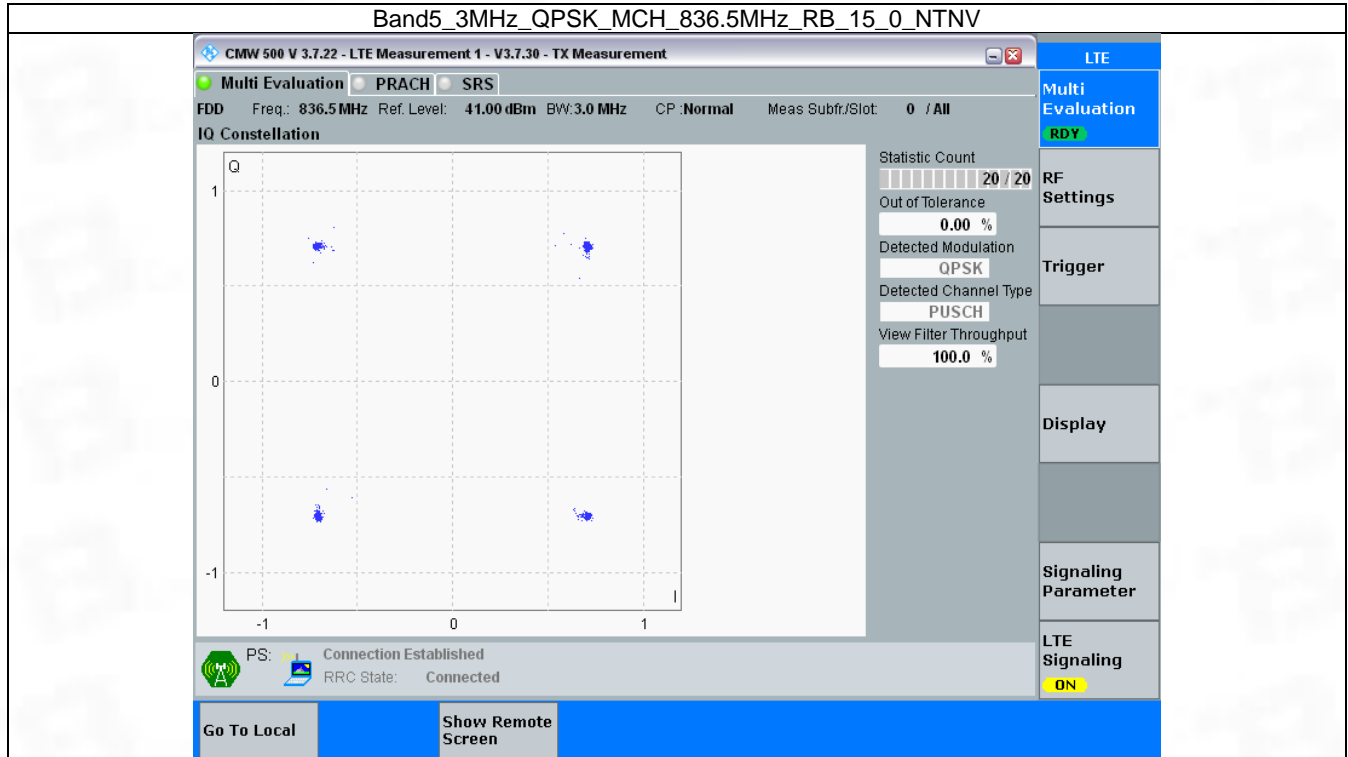 Band5_3MHz_QPSK_MCH_836.5MHz_RB_15_0_NTNV
CMW 500 V 3.7.22 - LTE Measurement 1 - V3.7.30 - TX Measurement
LTE
Multi Evaluation PRACH SRS
Multi Evaluation
RDY
FDD Freq.: 836.5 MHz Ref. Level: 41.00 dBm BW: 3.0 MHz CP :Normal Meas Subfr./Slot: 0 / All
IQ Constellation
Q
1
0
-1
I
-1 0 1
Statistic Count
20 / 20
Out of Tolerance
0.00 %
Detected Modulation
QPSK
Detected Channel Type
PUSCH
View Filter Throughput
100.0 %
RF
Settings
Trigger
Display
Signaling
Parameter
LTE
Signaling
ON
PS: Connection Established
RRC State: Connected
Go To Local
Show Remote
Screen